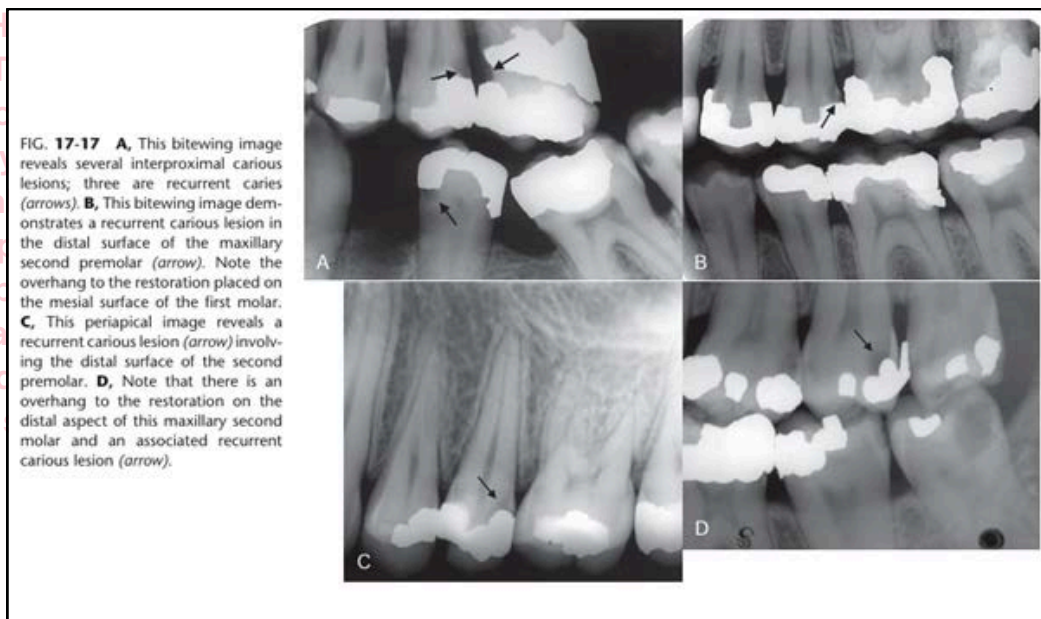 FIG. 17-17 A, This bitewing image
reveals several interproximal carious
lesions; three are recurrent caries
(arrows). B, This bitewing image dem-
onstrates a recurrent carious lesion in
the distal surface of the maxillary
second premolar (arrow). Note the
overhang to the restoration placed on
the mesial surface of the first molar.
C, This periapical image reveals a
recurrent carious lesion (arrow) involv-
ing the distal surface of the second
premolar. D, Note that there is an
overhang to the restoration on the
distal aspect of this maxillary second
molar and an associated recurrent
carious lesion (arrow).
A
B
C
D